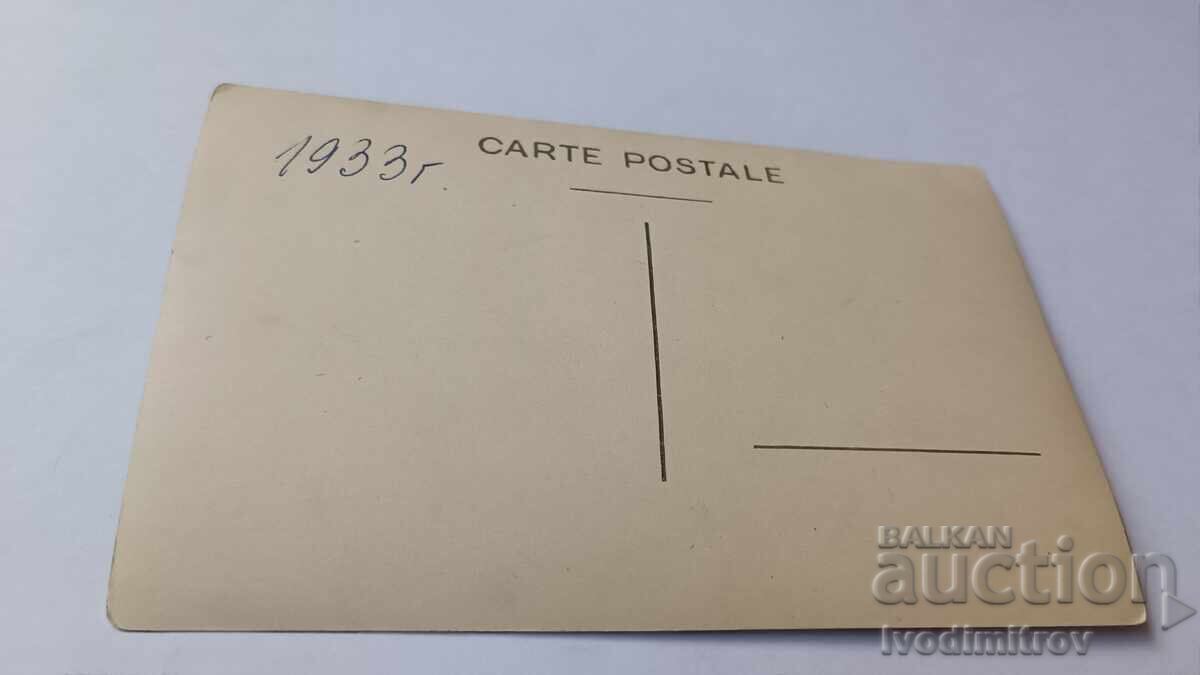 1933г.
CARTE POSTALE
BALKAN
auction
Ivodimitrov